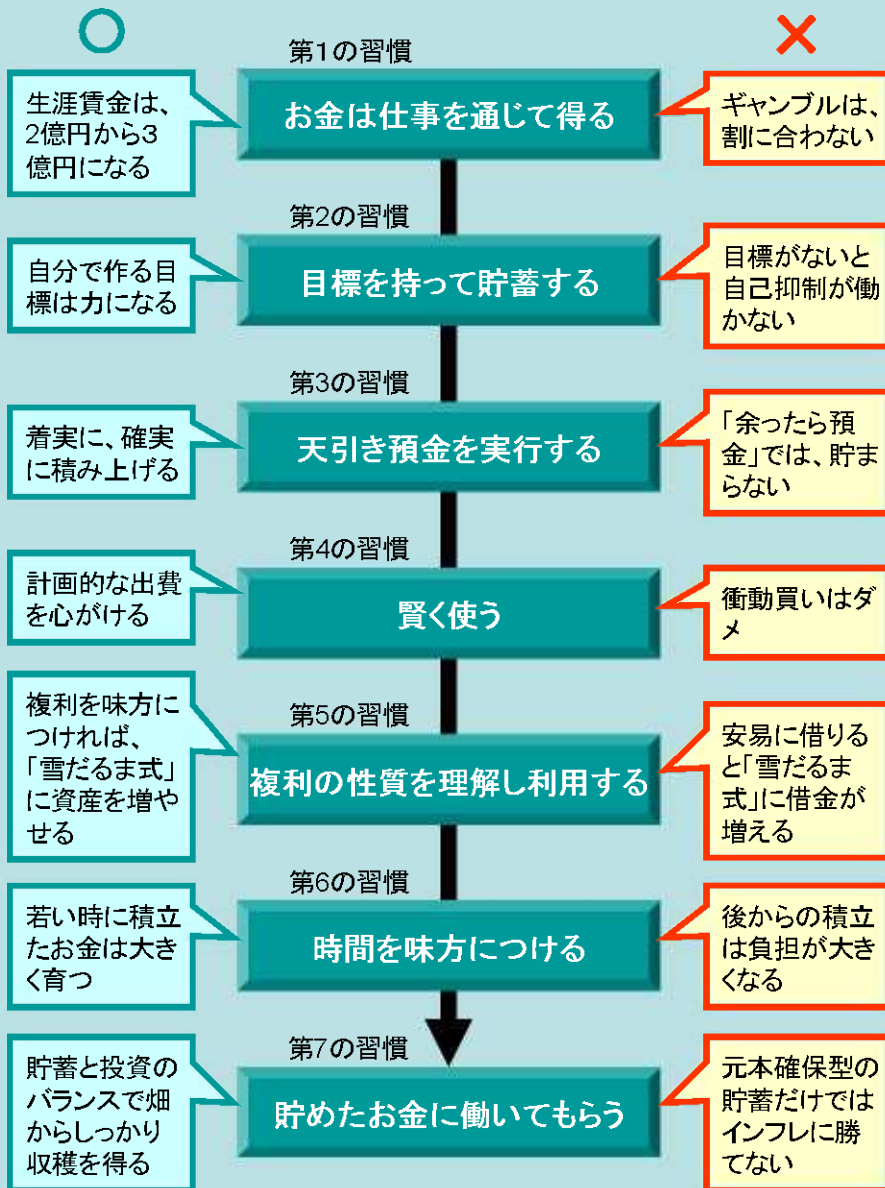 ○
×
第1の習慣
生涯賃金は、
2億円から3
億円になる
お金は仕事を通じて得る
ギャンブルは、
割に合わない
第2の習慣
自分で作る目
標は力になる
目標を持って貯蓄する
目標がないと
自己抑制が働
かない
第3の習慣
着実に、確実
に積み上げる
天引き預金を実行する
「余ったら預
金」では、貯ま
らない
第4の習慣
計画的な出費
を心がける
賢く使う
衝動買いはダ
メ
第5の習慣
複利を味方に
つければ、
「雪だるま式」
に資産を増や
せる
複利の性質を理解し利用する
安易に借りる
と「雪だるま
式」に借金が
増える
第6の習慣
若い時に積立
たお金は大き
く育つ
時間を味方につける
後からの積立
は負担が大き
くなる
第7の習慣
貯蓄と投資の
バランスで畑
からしっかり
収穫を得る
貯めたお金に働いてもらう
元本確保型の
貯蓄だけでは
インフレに勝
てない